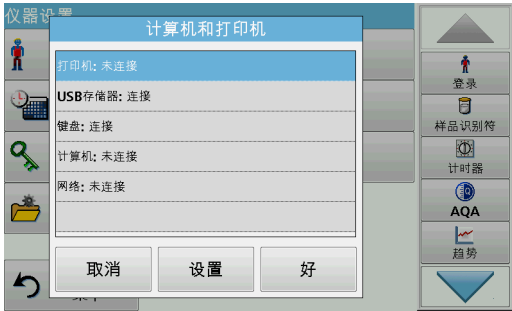 仪器设置
计算机和打印机
打印机: 未连接
USB存储器: 连接
键盘: 连接
计算机: 未连接
网络: 未连接
取消
设置
好
登录
样品识别符
计时器
AQA
趋势